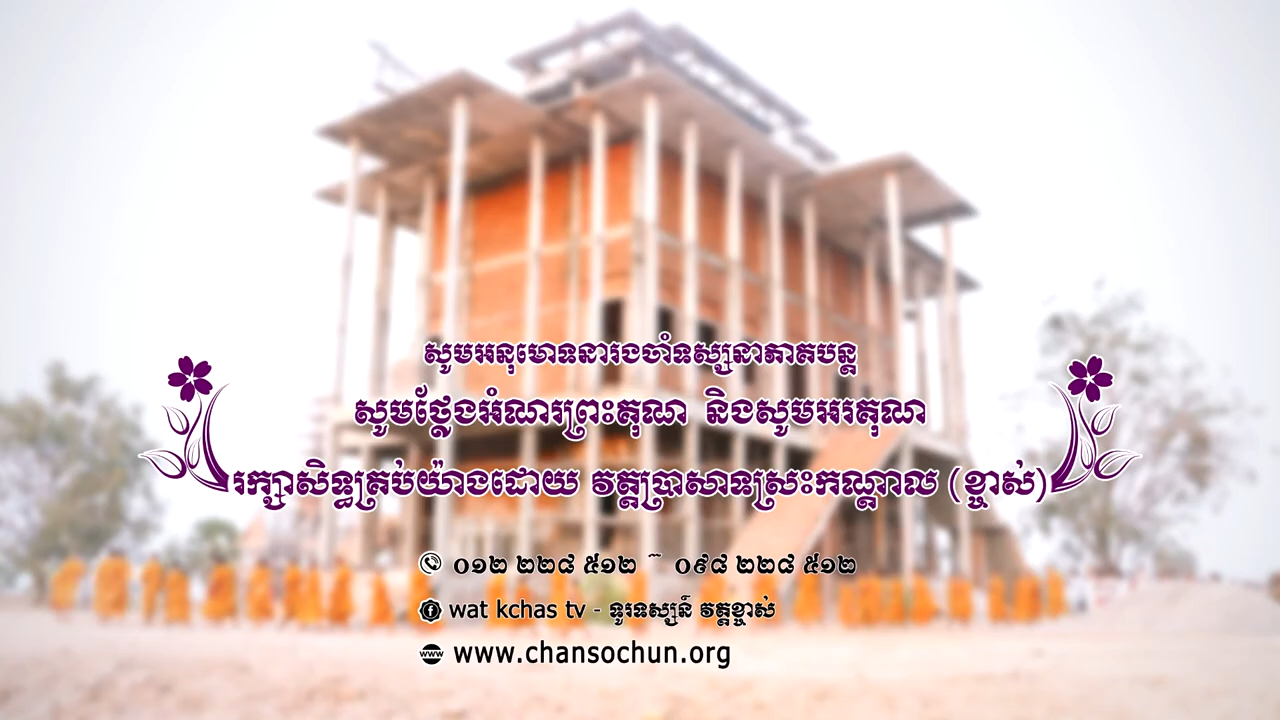 សូមអនុមោទនារងចាំទស្សនាភាគបន្ត
សូមថ្លែងអំណរព្រះគុណ និងសូមអរគុណ
រក្សាសិទ្ធគ្រប់យ៉ាងដោយ វត្តប្រាសាទស្រះកណ្តាល (ខ្ចាស់)
០១២ ២២៨ ៥១២ ~ ០៩៨ ២២៨ ៥១២
wat kchas tv - ទូរទស្សន៍ វត្តខ្ចាស់
www.chansochun.org